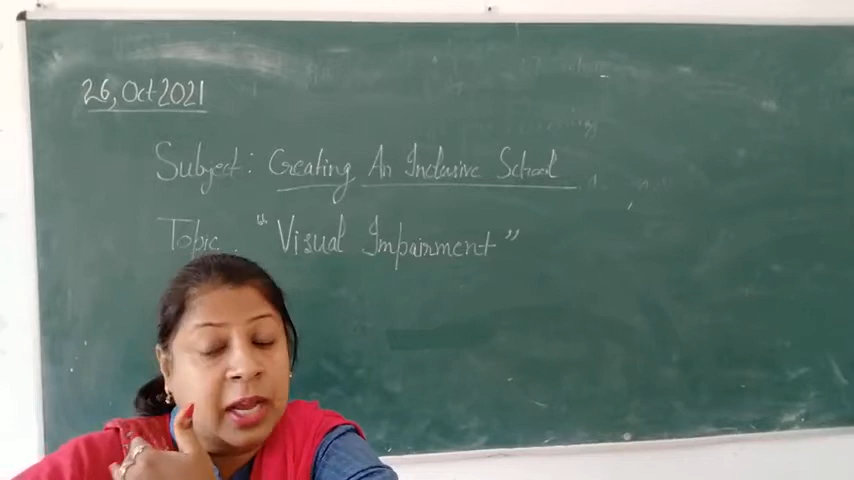 26, Oct 2021
Subject: Creating An Inclusive School
Topic. "Visual Impairment"